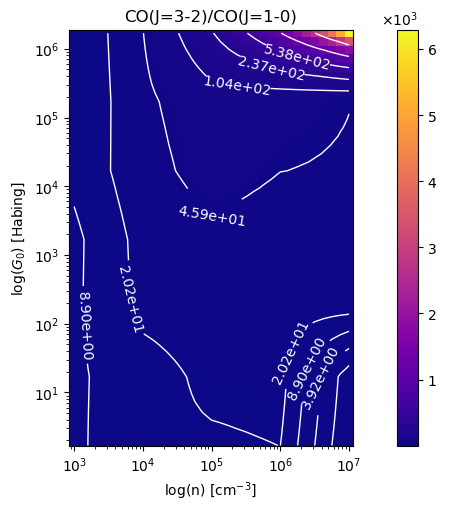 CO(J=3-2)/CO(J=1-0)
×10³
log(G₀) [Habing]
10⁶
10⁵
10⁴
10³
10²
10¹
5.38e+02
2.37e+02
1.04e+02
4.59e+01
2.02e+01
8.90e+00
2.02e+01
8.90e+00
3.92e+00
6
5
4
3
2
1
10³
10⁴
10⁵
10⁶
10⁷
log(n) [cm⁻³]